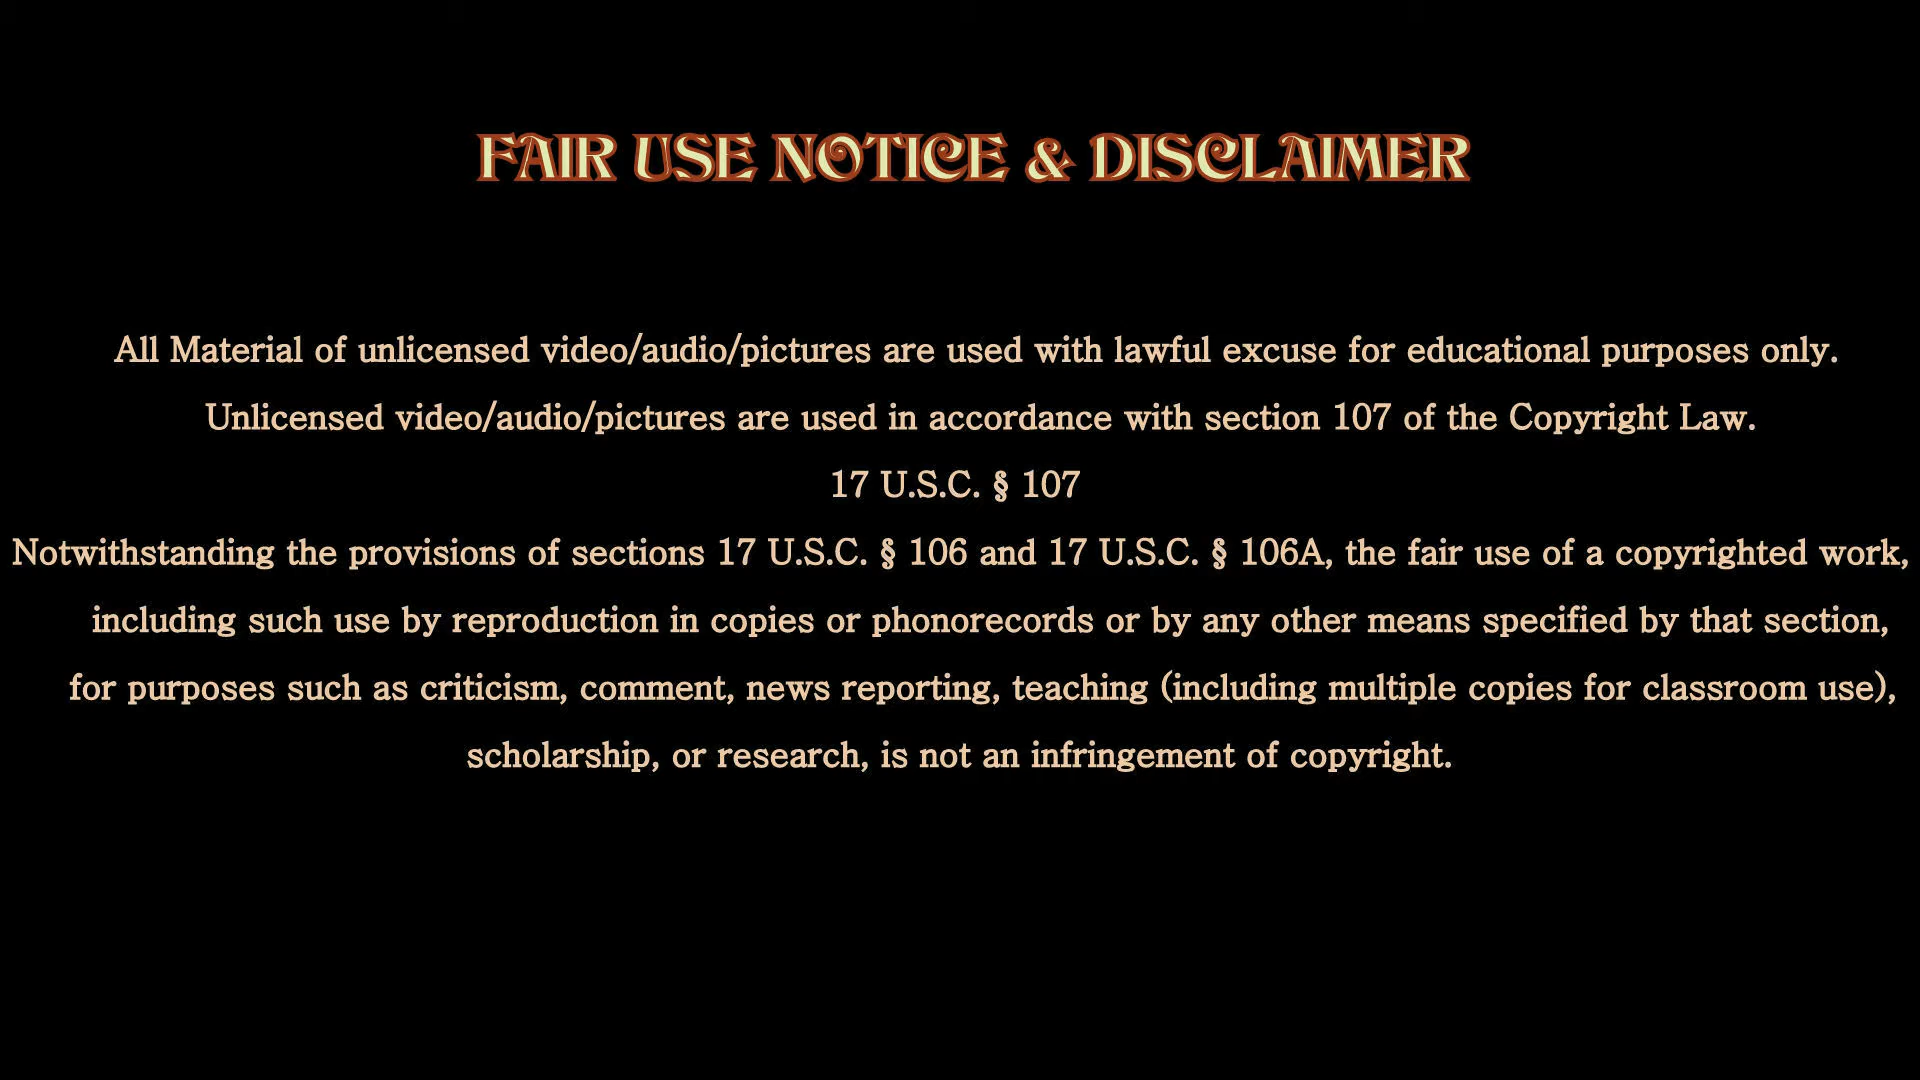 FAIR USE NOTICE & DISCLAIMER
All Material of unlicensed video/audio/pictures are used with lawful excuse for educational purposes only.
Unlicensed video/audio/pictures are used in accordance with section 107 of the Copyright Law.
17 U.S.C. § 107
Notwithstanding the provisions of sections 17 U.S.C. § 106 and 17 U.S.C. § 106A, the fair use of a copyrighted work,
including such use by reproduction in copies or phonorecords or by any other means specified by that section,
for purposes such as criticism, comment, news reporting, teaching (including multiple copies for classroom use),
scholarship, or research, is not an infringement of copyright.